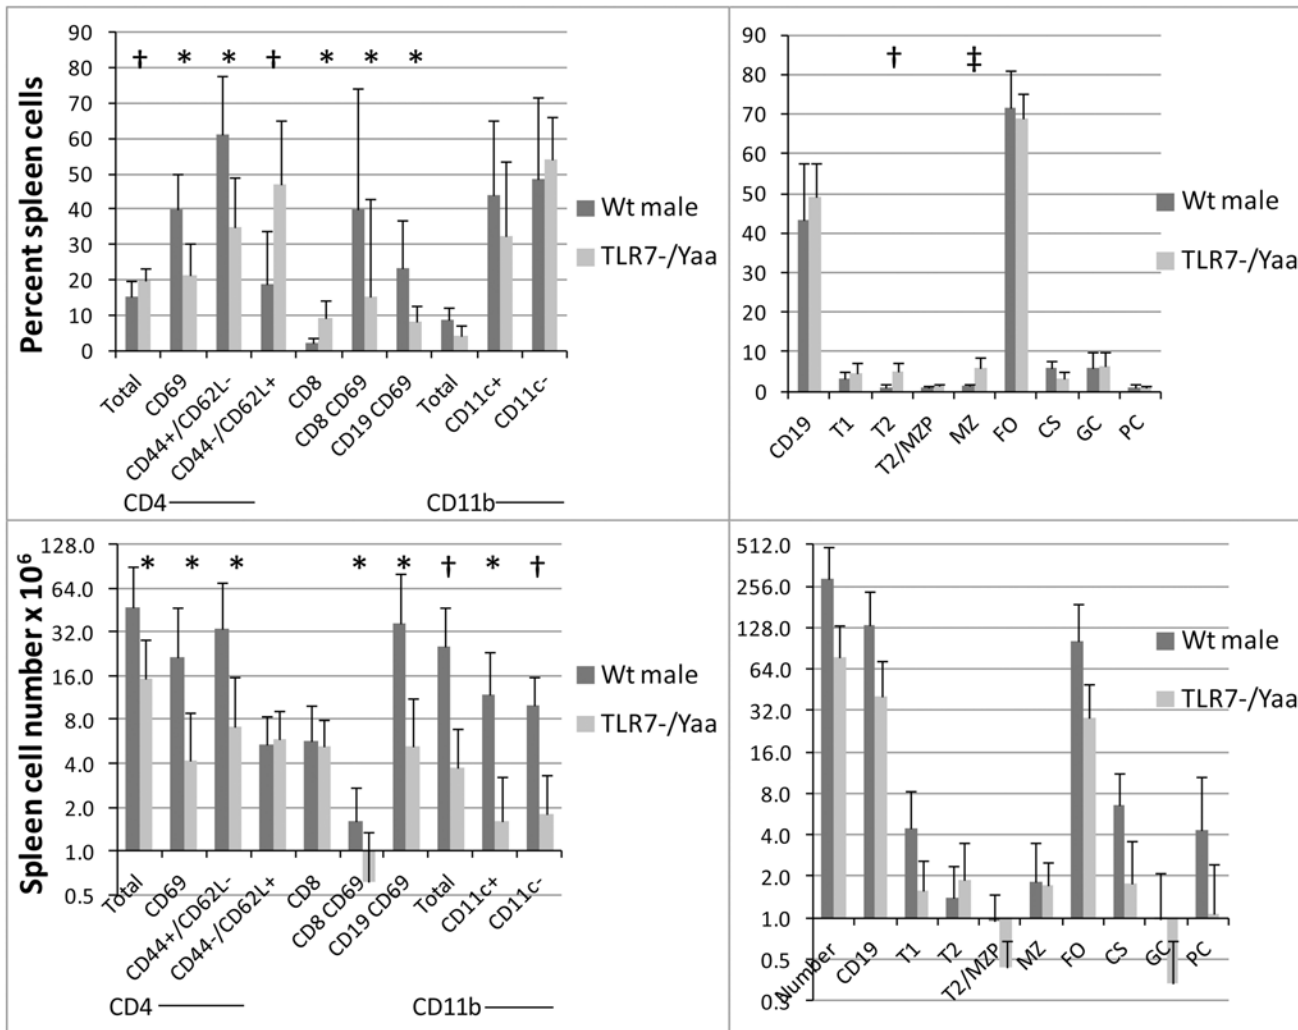 Percent spleen cells
90
80
70
60
50
40
30
20
10
0
† * * † * * *
Total
CD69
CD44+/CD62L-
CD44-/CD62L+
CD8
CD8 CD69
CD19 CD69
Total
CD11c+
CD11c-
CD4
CD11b
Wt male
TLR7-/Yaa
90
80
70
60
50
40
30
20
10
0
† ‡
CD19
T1
T2
T2/MZP
MZ
FO
CS
GC
PC
Wt male
TLR7-/Yaa
Spleen cell number x 10⁶
128.0
64.0
32.0
16.0
8.0
4.0
2.0
1.0
0.5
* * * * * † * †
Total
CD69
CD44+/CD62L-
CD44-/CD62L+
CD8
CD8 CD69
CD19 CD69
Total
CD11c+
CD11c-
CD4
CD11b
Wt male
TLR7-/Yaa
512.0
256.0
128.0
64.0
32.0
16.0
8.0
4.0
2.0
1.0
0.5
0.3
Number
CD19
T1
T2
T2/MZP
MZ
FO
CS
GC
PC
Wt male
TLR7-/Yaa